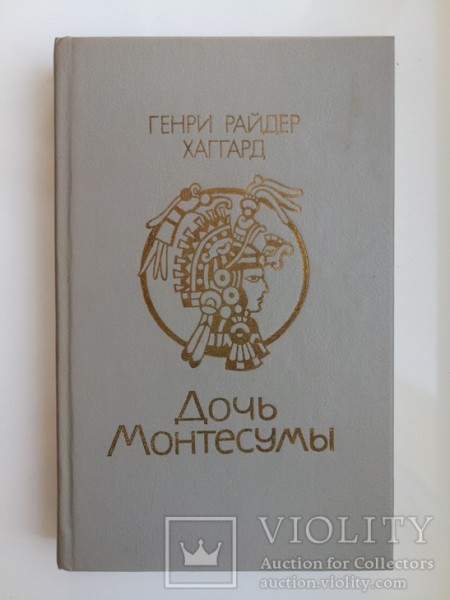 ГЕНРИ РАЙДЕР
ХАГГАРД
Дочь
Монтесумы
VIOLITY
Auction for Collectors
auction.violity.com